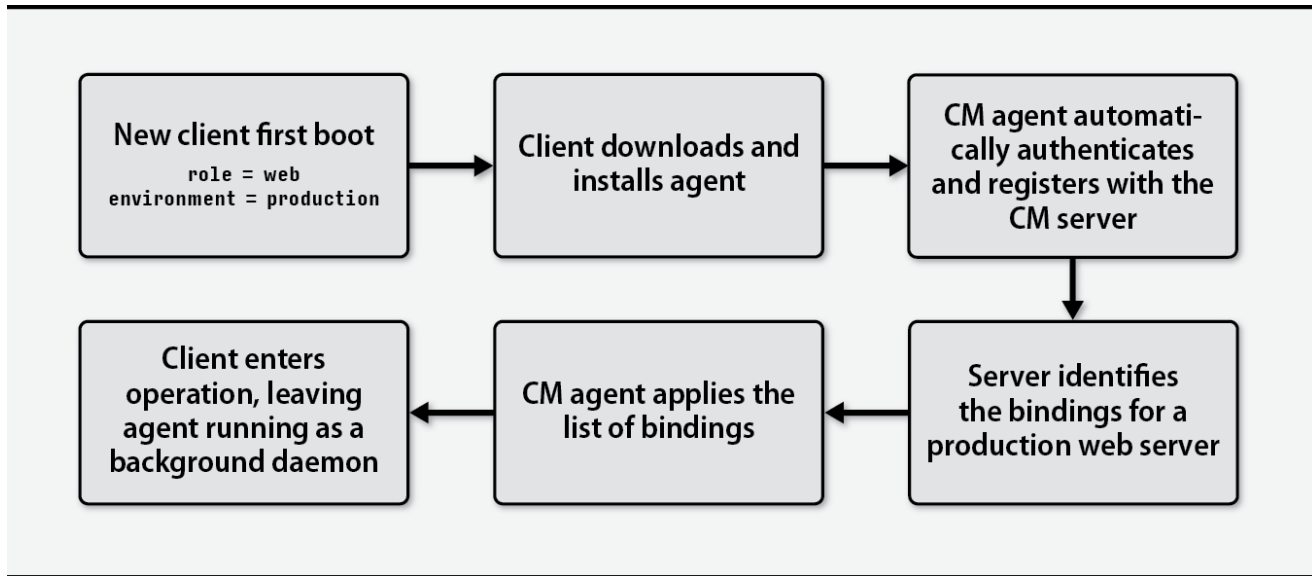 New client first boot
role = web
environment = production
Client downloads and
installs agent
CM agent automati-
cally authenticates
and registers with the
CM server
Server identifies
the bindings for a
production web server
CM agent applies the
list of bindings
Client enters
operation, leaving
agent running as a
background daemon